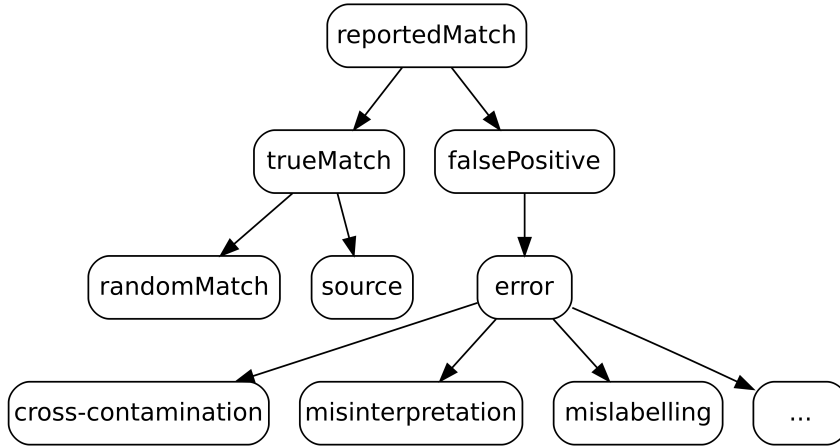 reportedMatch
trueMatch
falsePositive
randomMatch
source
error
cross-contamination
misinterpretation
mislabelling
...